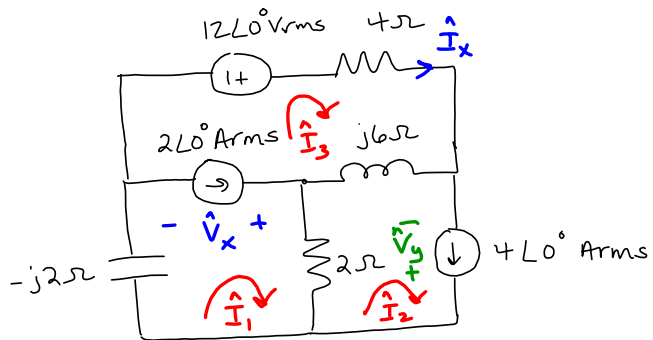 12∠0° Vrms
4Ω
Îx
- +
2∠0° Arms
Î3
j6Ω
- V̂x +
-j2Ω
2Ω
-
V̂y
+
4∠0° Arms
Î1
Î2